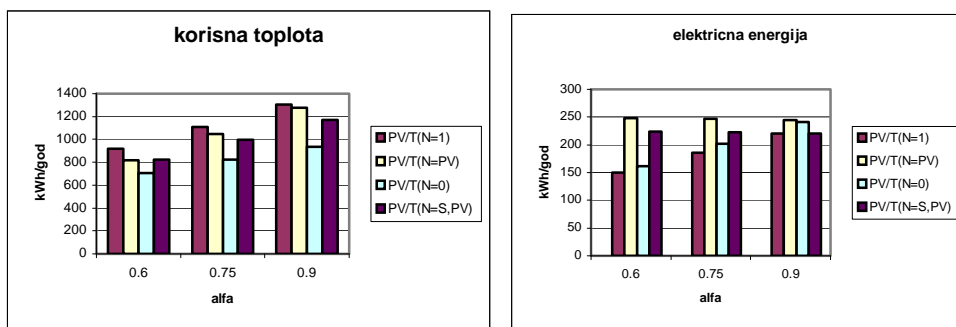 korisna toplota
1400
1200
1000
800
600
400
200
0
kWh/god
0.6 0.75 0.9
alfa
PV/T(N=1)
PV/T(N=PV)
PV/T(N=0)
PV/T(N=S,PV)
elektricna energija
300
250
200
150
100
50
0
kWh/god
0.6 0.75 0.9
alfa
PV/T(N=1)
PV/T(N=PV)
PV/T(N=0)
PV/T(N=S,PV)